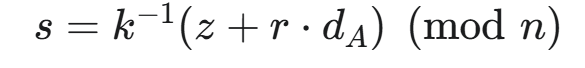 s = k⁻¹(z + r · d_A) (mod n)